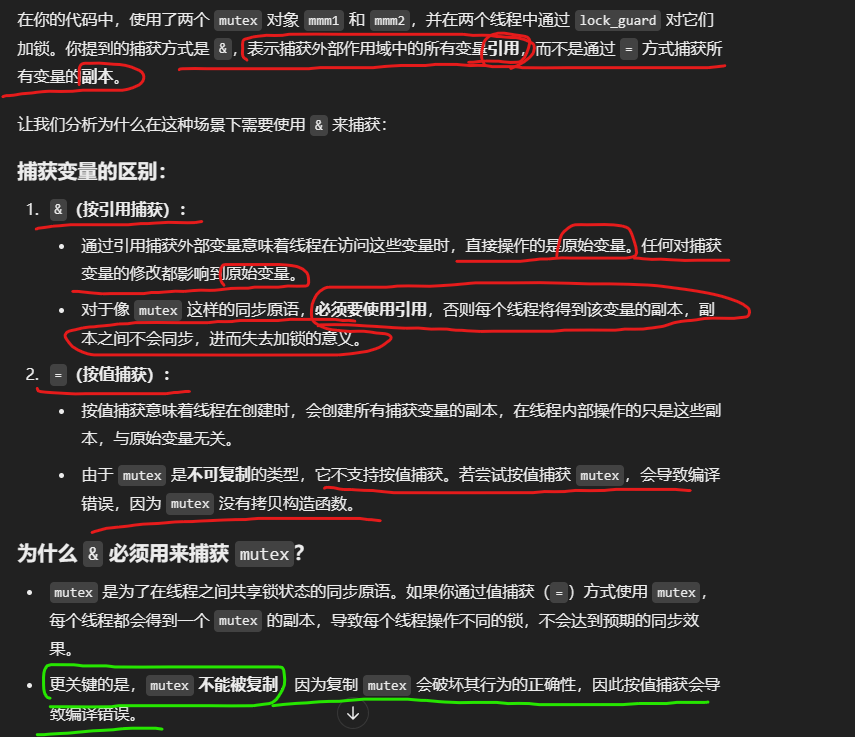 在你的代码中，使用了两个 mutex 对象 mmm1 和 mmm2，并在两个线程中通过 lock_guard 对它们
加锁。你提到的捕获方式是 &，表示捕获外部作用域中的所有变量引用，而不是通过 = 方式捕获所
有变量的副本。
让我们分析为什么在这种场景下需要使用 & 来捕获：
捕获变量的区别：
1. & (按引用捕获)：
• 通过引用捕获外部变量意味着线程在访问这些变量时，直接操作的是原始变量。任何对捕获
变量的修改都影响到原始变量。
• 对于像 mutex 这样的同步原语，必须要使用引用，否则每个线程将得到该变量的副本，副
本之间不会同步，进而失去加锁的意义。
2. = (按值捕获)：
• 按值捕获意味着线程在创建时，会创建所有捕获变量的副本，在线程内部操作的只是这些副
本，与原始变量无关。
• 由于 mutex 是不可复制的类型，它不支持按值捕获。若尝试按值捕获 mutex，会导致编译
错误，因为 mutex 没有拷贝构造函数。
为什么 & 必须用来捕获 mutex？
• mutex 是为了在线程之间共享锁状态的同步原语。如果你通过值捕获（=）方式使用 mutex，
每个线程都会得到一个 mutex 的副本，导致每个线程操作不同的锁，不会达到预期的同步效
果。
• 更关键的是，mutex 不能被复制，因为复制 mutex 会破坏其行为的正确性，因此按值捕获会导
致编译错误。